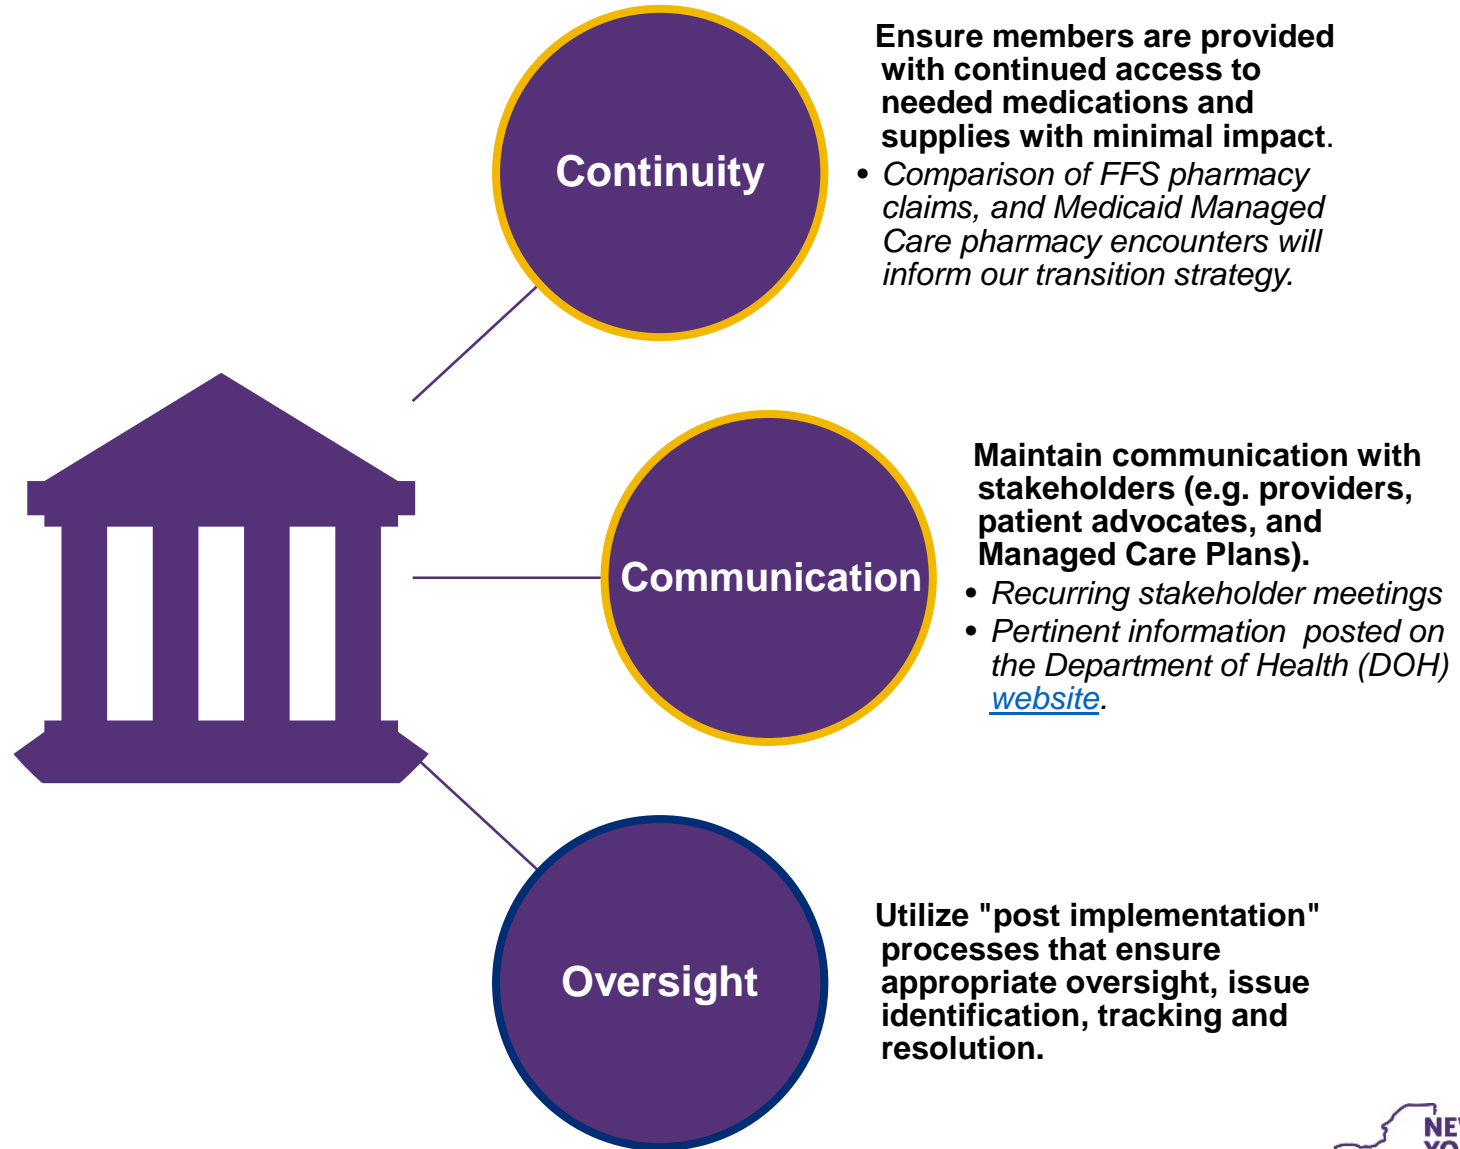 Continuity
Ensure members are provided
with continued access to
needed medications and
supplies with minimal impact.
• Comparison of FFS pharmacy
claims, and Medicaid Managed
Care pharmacy encounters will
inform our transition strategy.
Communication
Maintain communication with
stakeholders (e.g. providers,
patient advocates, and
Managed Care Plans).
• Recurring stakeholder meetings
• Pertinent information  posted on
the Department of Health (DOH)
website.
Oversight
Utilize "post implementation"
processes that ensure
appropriate oversight, issue
identification, tracking and
resolution.